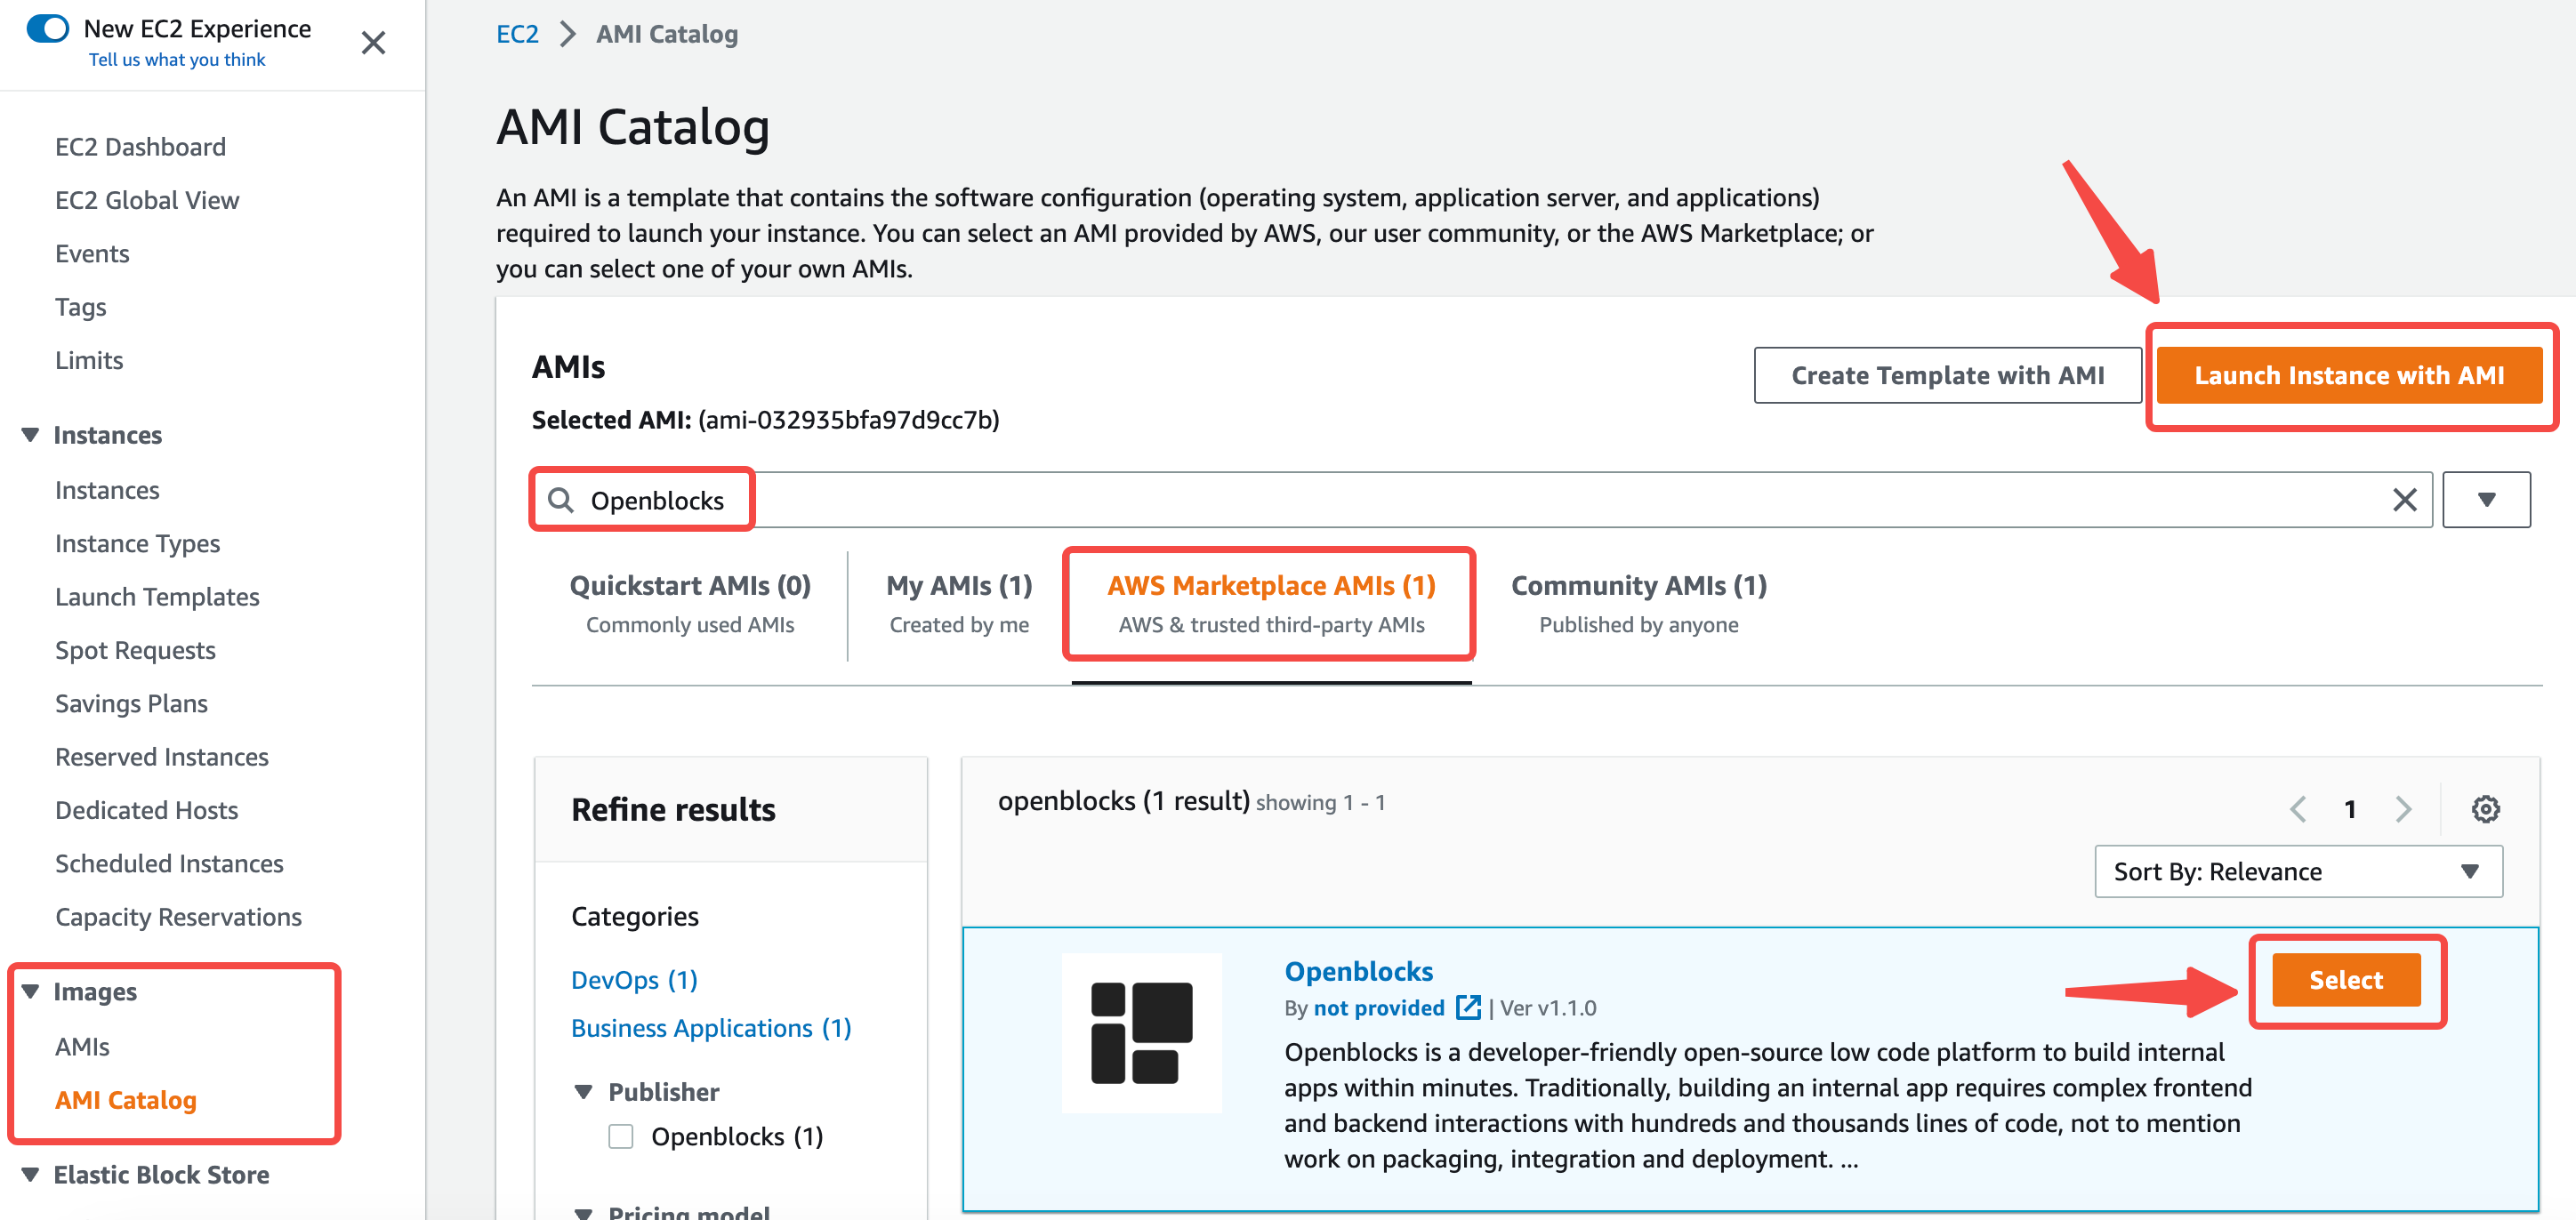 New EC2 Experience
Tell us what you think
EC2 Dashboard
EC2 Global View
Events
Tags
Limits
Instances
Instances
Instance Types
Launch Templates
Spot Requests
Savings Plans
Reserved Instances
Dedicated Hosts
Scheduled Instances
Capacity Reservations
Images
AMIs
AMI Catalog
Elastic Block Store
EC2 > AMI Catalog
AMI Catalog
An AMI is a template that contains the software configuration (operating system, application server, and applications)
required to launch your instance. You can select an AMI provided by AWS, our user community, or the AWS Marketplace; or
you can select one of your own AMIs.
AMIs
Create Template with AMI
Launch Instance with AMI
Selected AMI: (ami-032935bfa97d9cc7b)
Openblocks
Quickstart AMIs (0)
Commonly used AMIs
My AMIs (1)
Created by me
AWS Marketplace AMIs (1)
AWS & trusted third-party AMIs
Community AMIs (1)
Published by anyone
Refine results
Categories
DevOps (1)
Business Applications (1)
Publisher
Openblocks (1)
Pricing model
openblocks (1 result) showing 1 - 1
1
Sort By: Relevance
Openblocks
By not provided | Ver v1.1.0
Select
Openblocks is a developer-friendly open-source low code platform to build internal
apps within minutes. Traditionally, building an internal app requires complex frontend
and backend interactions with hundreds and thousands lines of code, not to mention
work on packaging, integration and deployment. ...